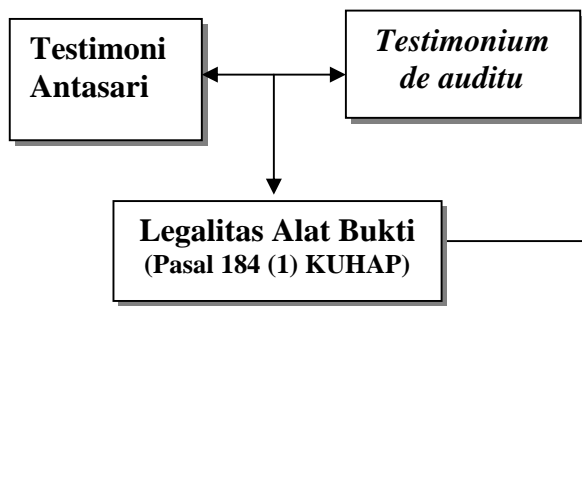 Testimoni
Antasari
Testimonium
de auditu
Legalitas Alat Bukti
(Pasal 184 (1) KUHAP)